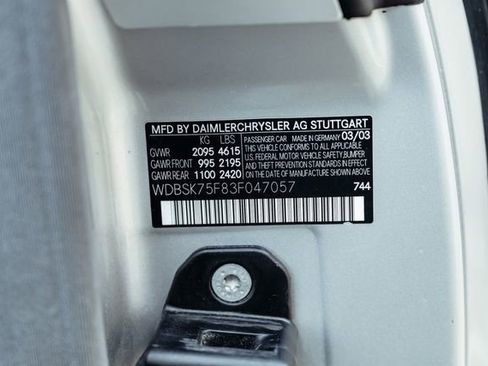 MFD BY DAIMLERCHRYSLER AG STUTTGART
KG LBS PASSENGER CAR MADE IN GERMANY 03/03
GVWR 2095 4615 THIS VEHICLE CONFORMS TO ALL APPLICABLE
GAWR FRONT 995 2195 U.S. FEDERAL MOTOR VEHICLE SAFETY, BUMPER,
GAWR REAR 1100 2420 AND THEFT PREVENTION STANDARDS IN EFFECT
ON THE DATE OF MANUFACTURE SHOWN ABOVE.
WDBSK75F83F047057 744